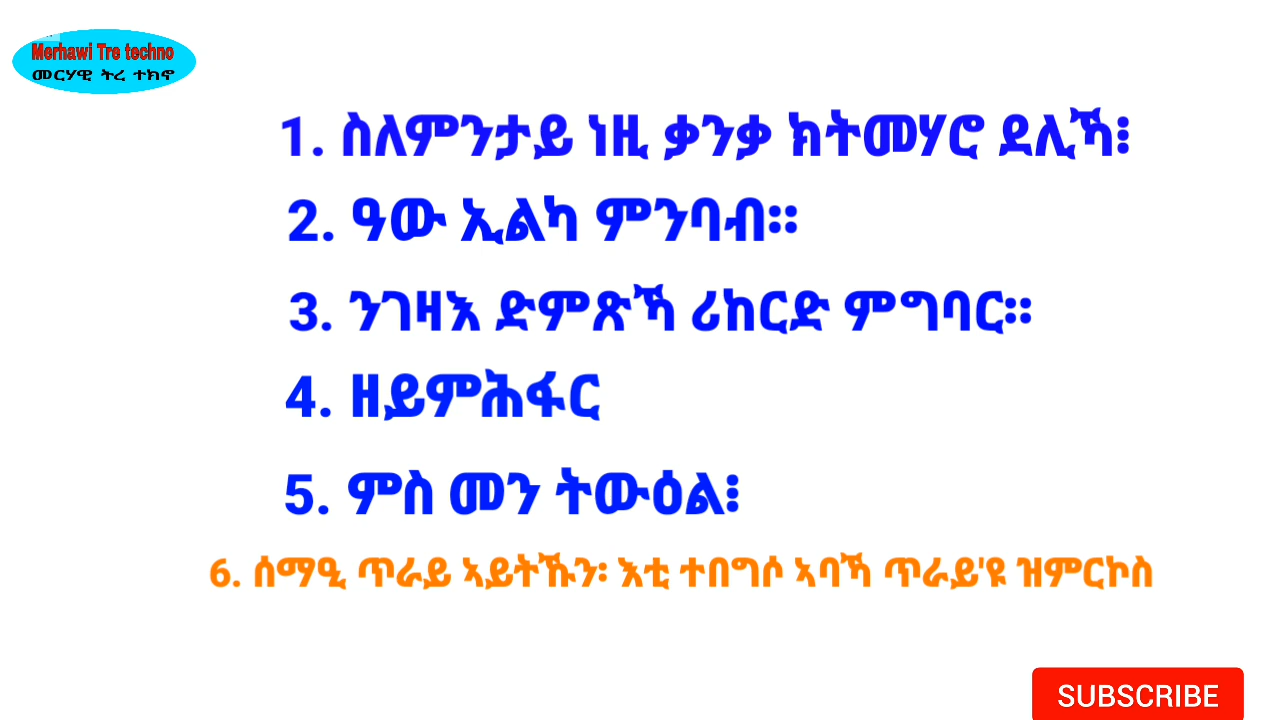 Merhawi Tre techno
መርሃዊ ትረ ተክኖ
1. ስለምንታይ ነዚ ቃንቃ ክትመሃሮ ደሊኻ፧
2. ዓው ኢልካ ምንባብ።
3. ንገዛእ ድምጽኻ ሪከርድ ምግባር።
4. ዘይምሕፋር
5. ምስ መን ትውዕል፧
6. ሰማዒ ጥራይ ኣይትኹን፡ እቲ ተበግሶ ኣባኻ ጥራይ'ዩ ዝምርኮስ
SUBSCRIBE